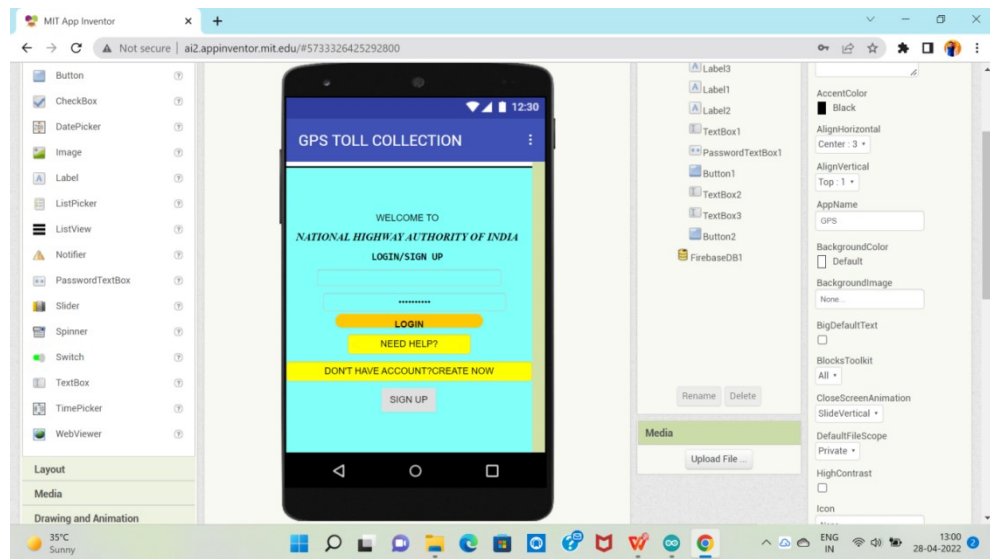 MIT App Inventor
Not secure
ai2.appinventor.mit.edu/#5733326425292800
Button
CheckBox
DatePicker
Image
Label
ListPicker
ListView
Notifier
PasswordTextBox
Slider
Spinner
Switch
TextBox
TimePicker
WebViewer
Layout
Media
Drawing and Animation
12:30
GPS TOLL COLLECTION
WELCOME TO
NATIONAL HIGHWAY AUTHORITY OF INDIA
LOGIN/SIGN UP
LOGIN
NEED HELP?
DON'T HAVE ACCOUNT?CREATE NOW
SIGN UP
Label3
Label1
Label2
TextBox1
PasswordTextBox1
Button1
TextBox2
TextBox3
Button2
FirebaseDB1
Rename Delete
Media
Upload File ...
AccentColor
Black
AlignHorizontal
Center : 3
AlignVertical
Top : 1
AppName
GPS
BackgroundColor
Default
BackgroundImage
None...
BigDefaultText
BlocksToolkit
All
CloseScreenAnimation
SlideVertical
DefaultFileScope
Private
HighContrast
Icon
35°C
Sunny
ENG
IN
13:00
28-04-2022
2